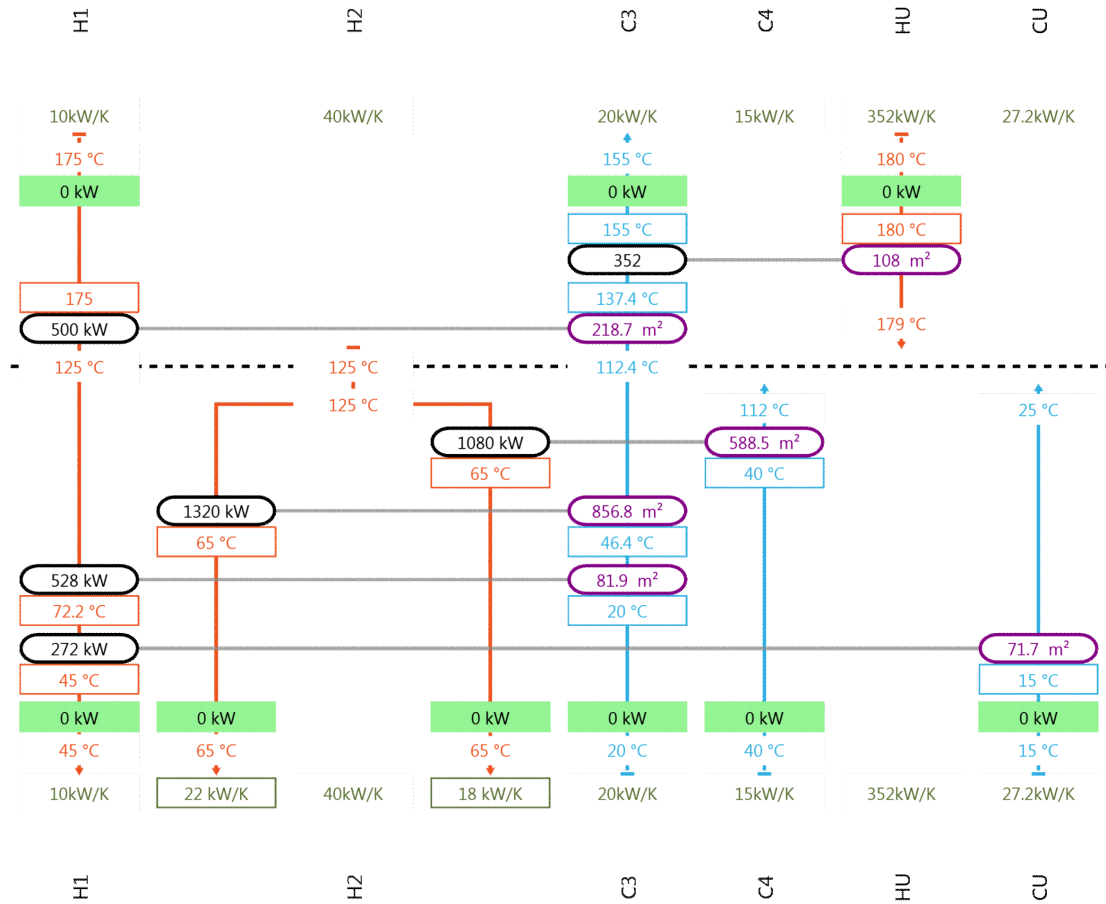 H1 H2 C3 C4 HU CU
10kW/K 40kW/K 20kW/K 15kW/K 352kW/K 27.2kW/K
175 °C 155 °C 180 °C
0 kW 0 kW 0 kW
155 °C 180 °C
352 108 m²
175 137.4 °C
500 kW 218.7 m² 179 °C
125 °C 125 °C 112.4 °C
125 °C 112 °C 25 °C
1080 kW 588.5 m²
65 °C 40 °C
1320 kW 856.8 m²
65 °C 46.4 °C
528 kW 81.9 m²
72.2 °C 20 °C
272 kW 71.7 m²
45 °C 15 °C
0 kW 0 kW 0 kW 0 kW 0 kW 0 kW
45 °C 65 °C 65 °C 20 °C 40 °C 15 °C
10kW/K 22 kW/K 40kW/K 18 kW/K 20kW/K 15kW/K 352kW/K 27.2kW/K
H1 H2 C3 C4 HU CU